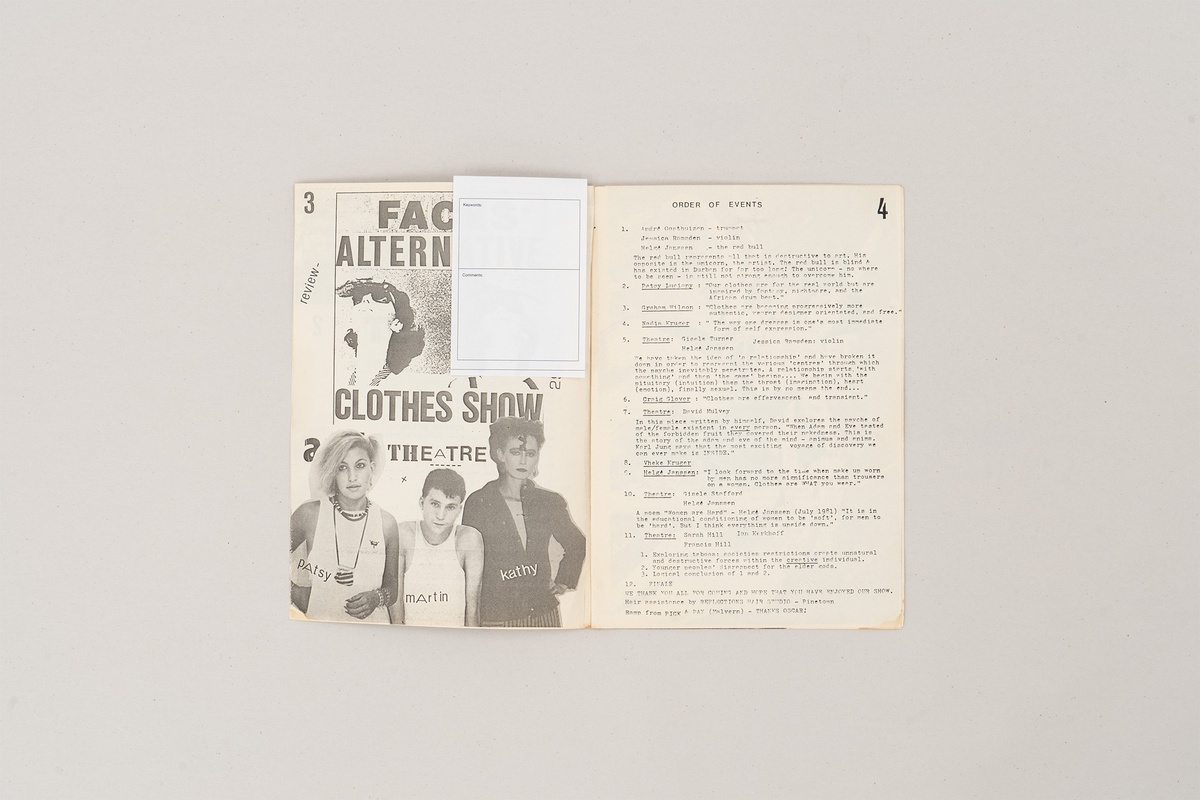 3
review-
FAC
ALTERN
CLOTHES SHOW
THEATRE
pAtsy
mArtin
kathy
Keywords:
Comments:
ORDER OF EVENTS
4
1. André Oosthuizen - trumpet
Jessica Ramsden - violin
Helgé Janssen - the red bull
The red bull represents all that is destructive to art. His
opposite is the unicorn, the artist. The red bull is blind &
has existed in Durban for far too long! The unicorn - no where
to be seen - is still not strong enough to overcome him.
2. Patsy : "Our clothes are for the real world but are
inspired by fantasy, nightmare, and the
African drum beat."
3. Graham Wilson : "Clothes are becoming progressively more
authentic, wearer designer orientated, and free."
4. Nadia Kruger : " The way one dresses is one's most immediate
form of self expression."
5. Theatre: Gisele Turner Jessica Ramsden: violin
Helgé Janssen
We have taken the idea of 'a relationship' and have broken it
down in order to represent the various 'centres' through which
the psyche inevitably penetrates. A relationship starts 'with
something' and then 'the game' begins.... We begin with the
pituitary (intuition) then the throat (imagination), heart
(emotion), finally sexual. This is by no means the end...
6. Craig Glover : "Clothes are effervescent and transient."
7. Theatre: David Mulvey
In this piece written by himself, David explores the psyche of
male/female existent in every person. "When Adam and Eve tasted
of the forbidden fruit they covered their nakedness. This is
the story of the adam and eve of the mind - animus and anima.
Karl Jung says that the most exciting voyage of discovery we
can ever make is INSIDE."
8. Vheke Kruger
9. Helgé Janssen: "I look forward to the time when make up worn
by men has no more significance than trousers
on a woman. Clothes are WHAT you wear."
10. Theatre: Gisele Stafford
Helgé Janssen
A poem "Women are Hard" - Helgé Janssen (July 1981) "It is in
the educational conditioning of women to be 'soft', for men to
be 'hard'. But I think everything is upside down."
11. Theatre: Sarah Hill Ian Kerkhoff
Francis Hill
1. Exploring taboos: societies restrictions create unnatural
and destructive forces within the creative individual.
2. Younger peoples' disrespect for the elder gods.
3. Logical conclusion of 1 and 2.
12. FINALE
WE THANK YOU ALL FOR COMING AND HOPE THAT YOU HAVE ENJOYED OUR SHOW.
Hair assistance by REFLECTIONS HAIR STUDIO - Pinetown
Ramp from PICK & PAY (Malvern) - THANKS OSCAR!